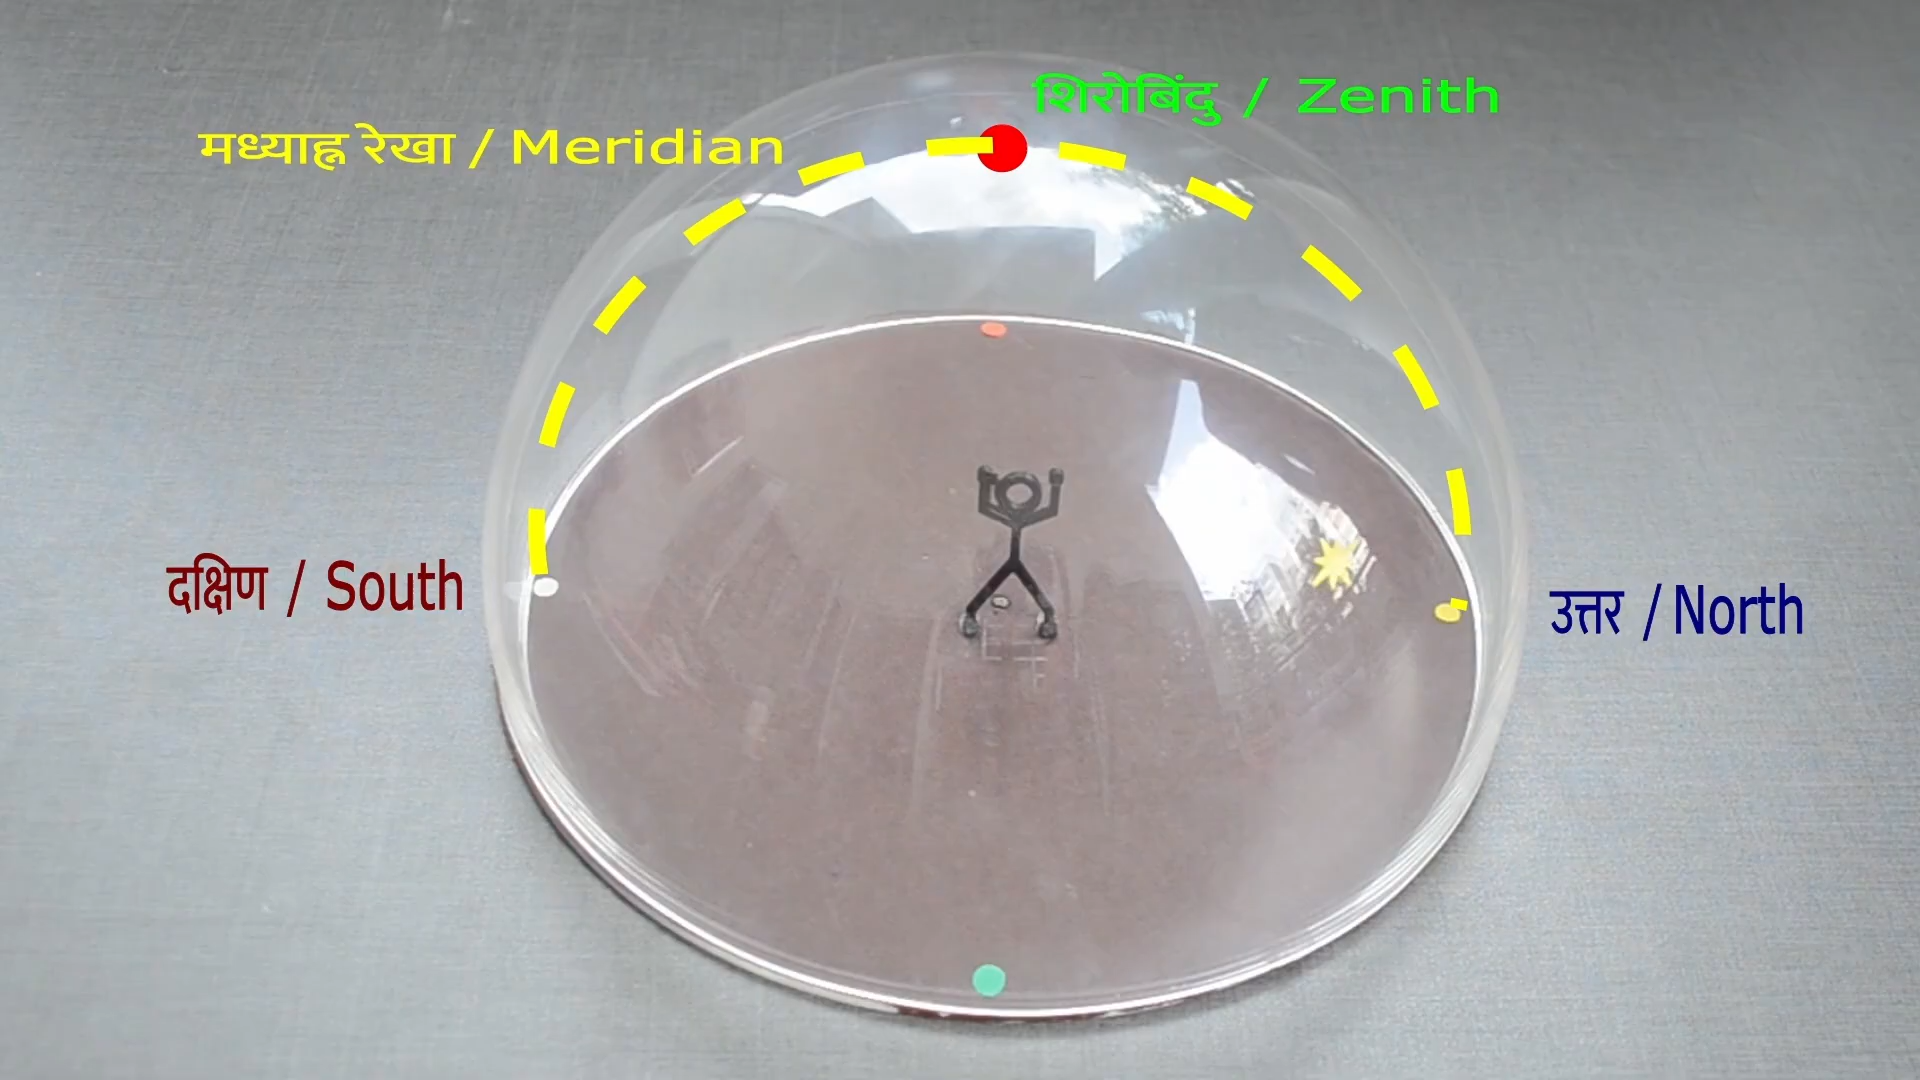 शिरोबिंदु / Zenith
मध्याह्न रेखा / Meridian
दक्षिण / South
उत्तर / North